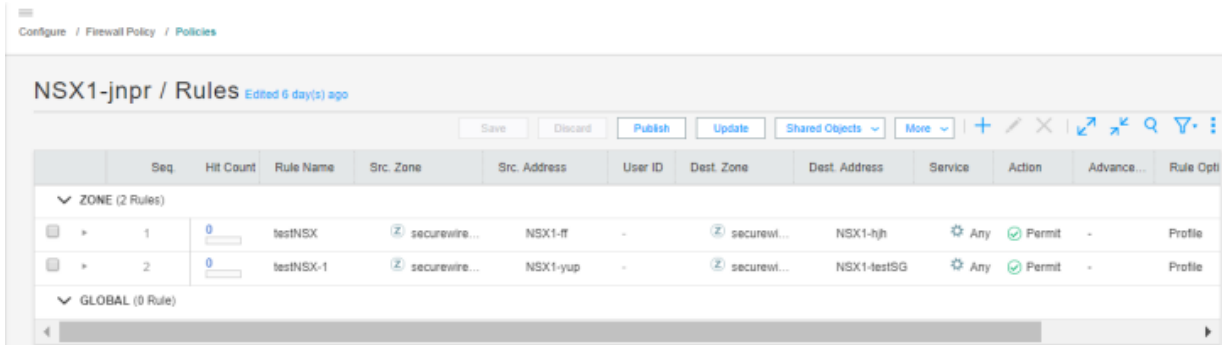 Configure / Firewall Policy / Policies
NSX1-jnpr / Rules Edited 6 day(s) ago
Save Discard Publish Update Shared Objects More
Seq. Hit Count Rule Name Src. Zone Src. Address User ID Dest. Zone Dest. Address Service Action Advance... Rule Opti
ZONE (2 Rules)
1 0 testNSX Z securewire... NSX1-ff - Z securewi... NSX1-hjh Any Permit - Profile
2 0 testNSX-1 Z securewire... NSX1-yup - Z securewi... NSX1-testSG Any Permit - Profile
GLOBAL (0 Rule)